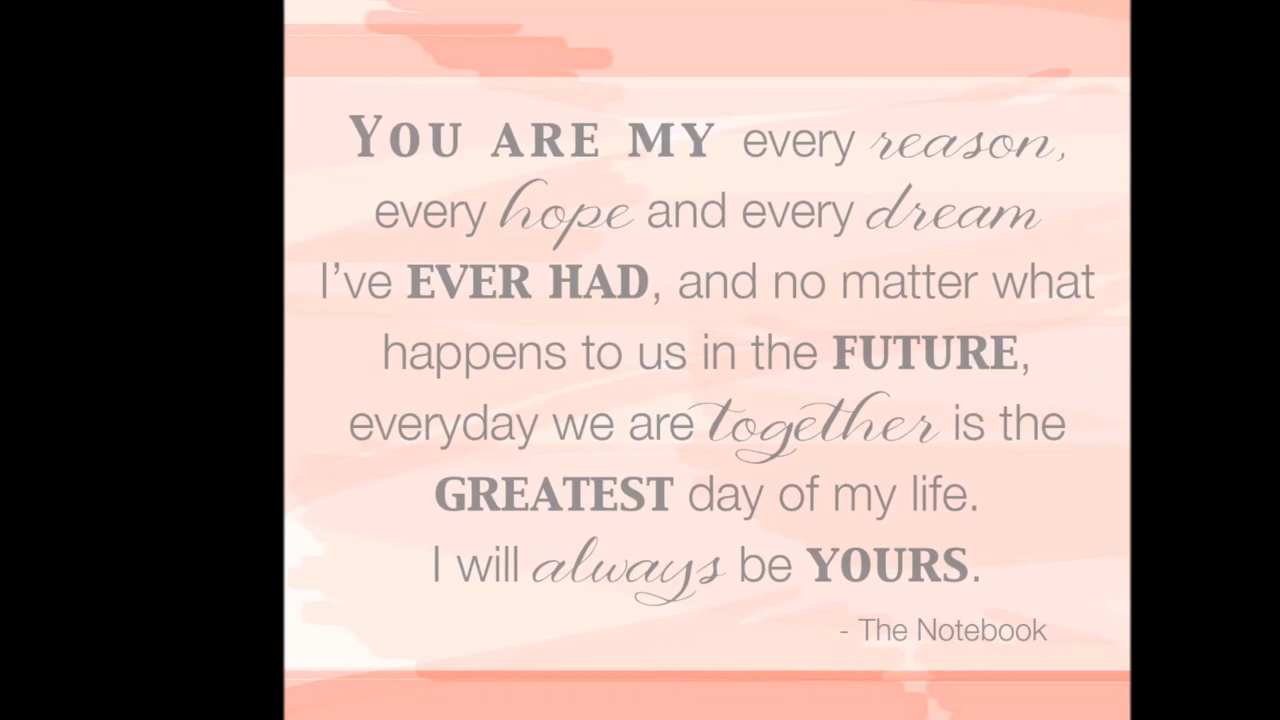 YOU ARE MY every reason,
every hope and every dream
I've EVER HAD, and no matter what
happens to us in the FUTURE,
everyday we are together is the
GREATEST day of my life.
I will always be YOURS.
- The Notebook